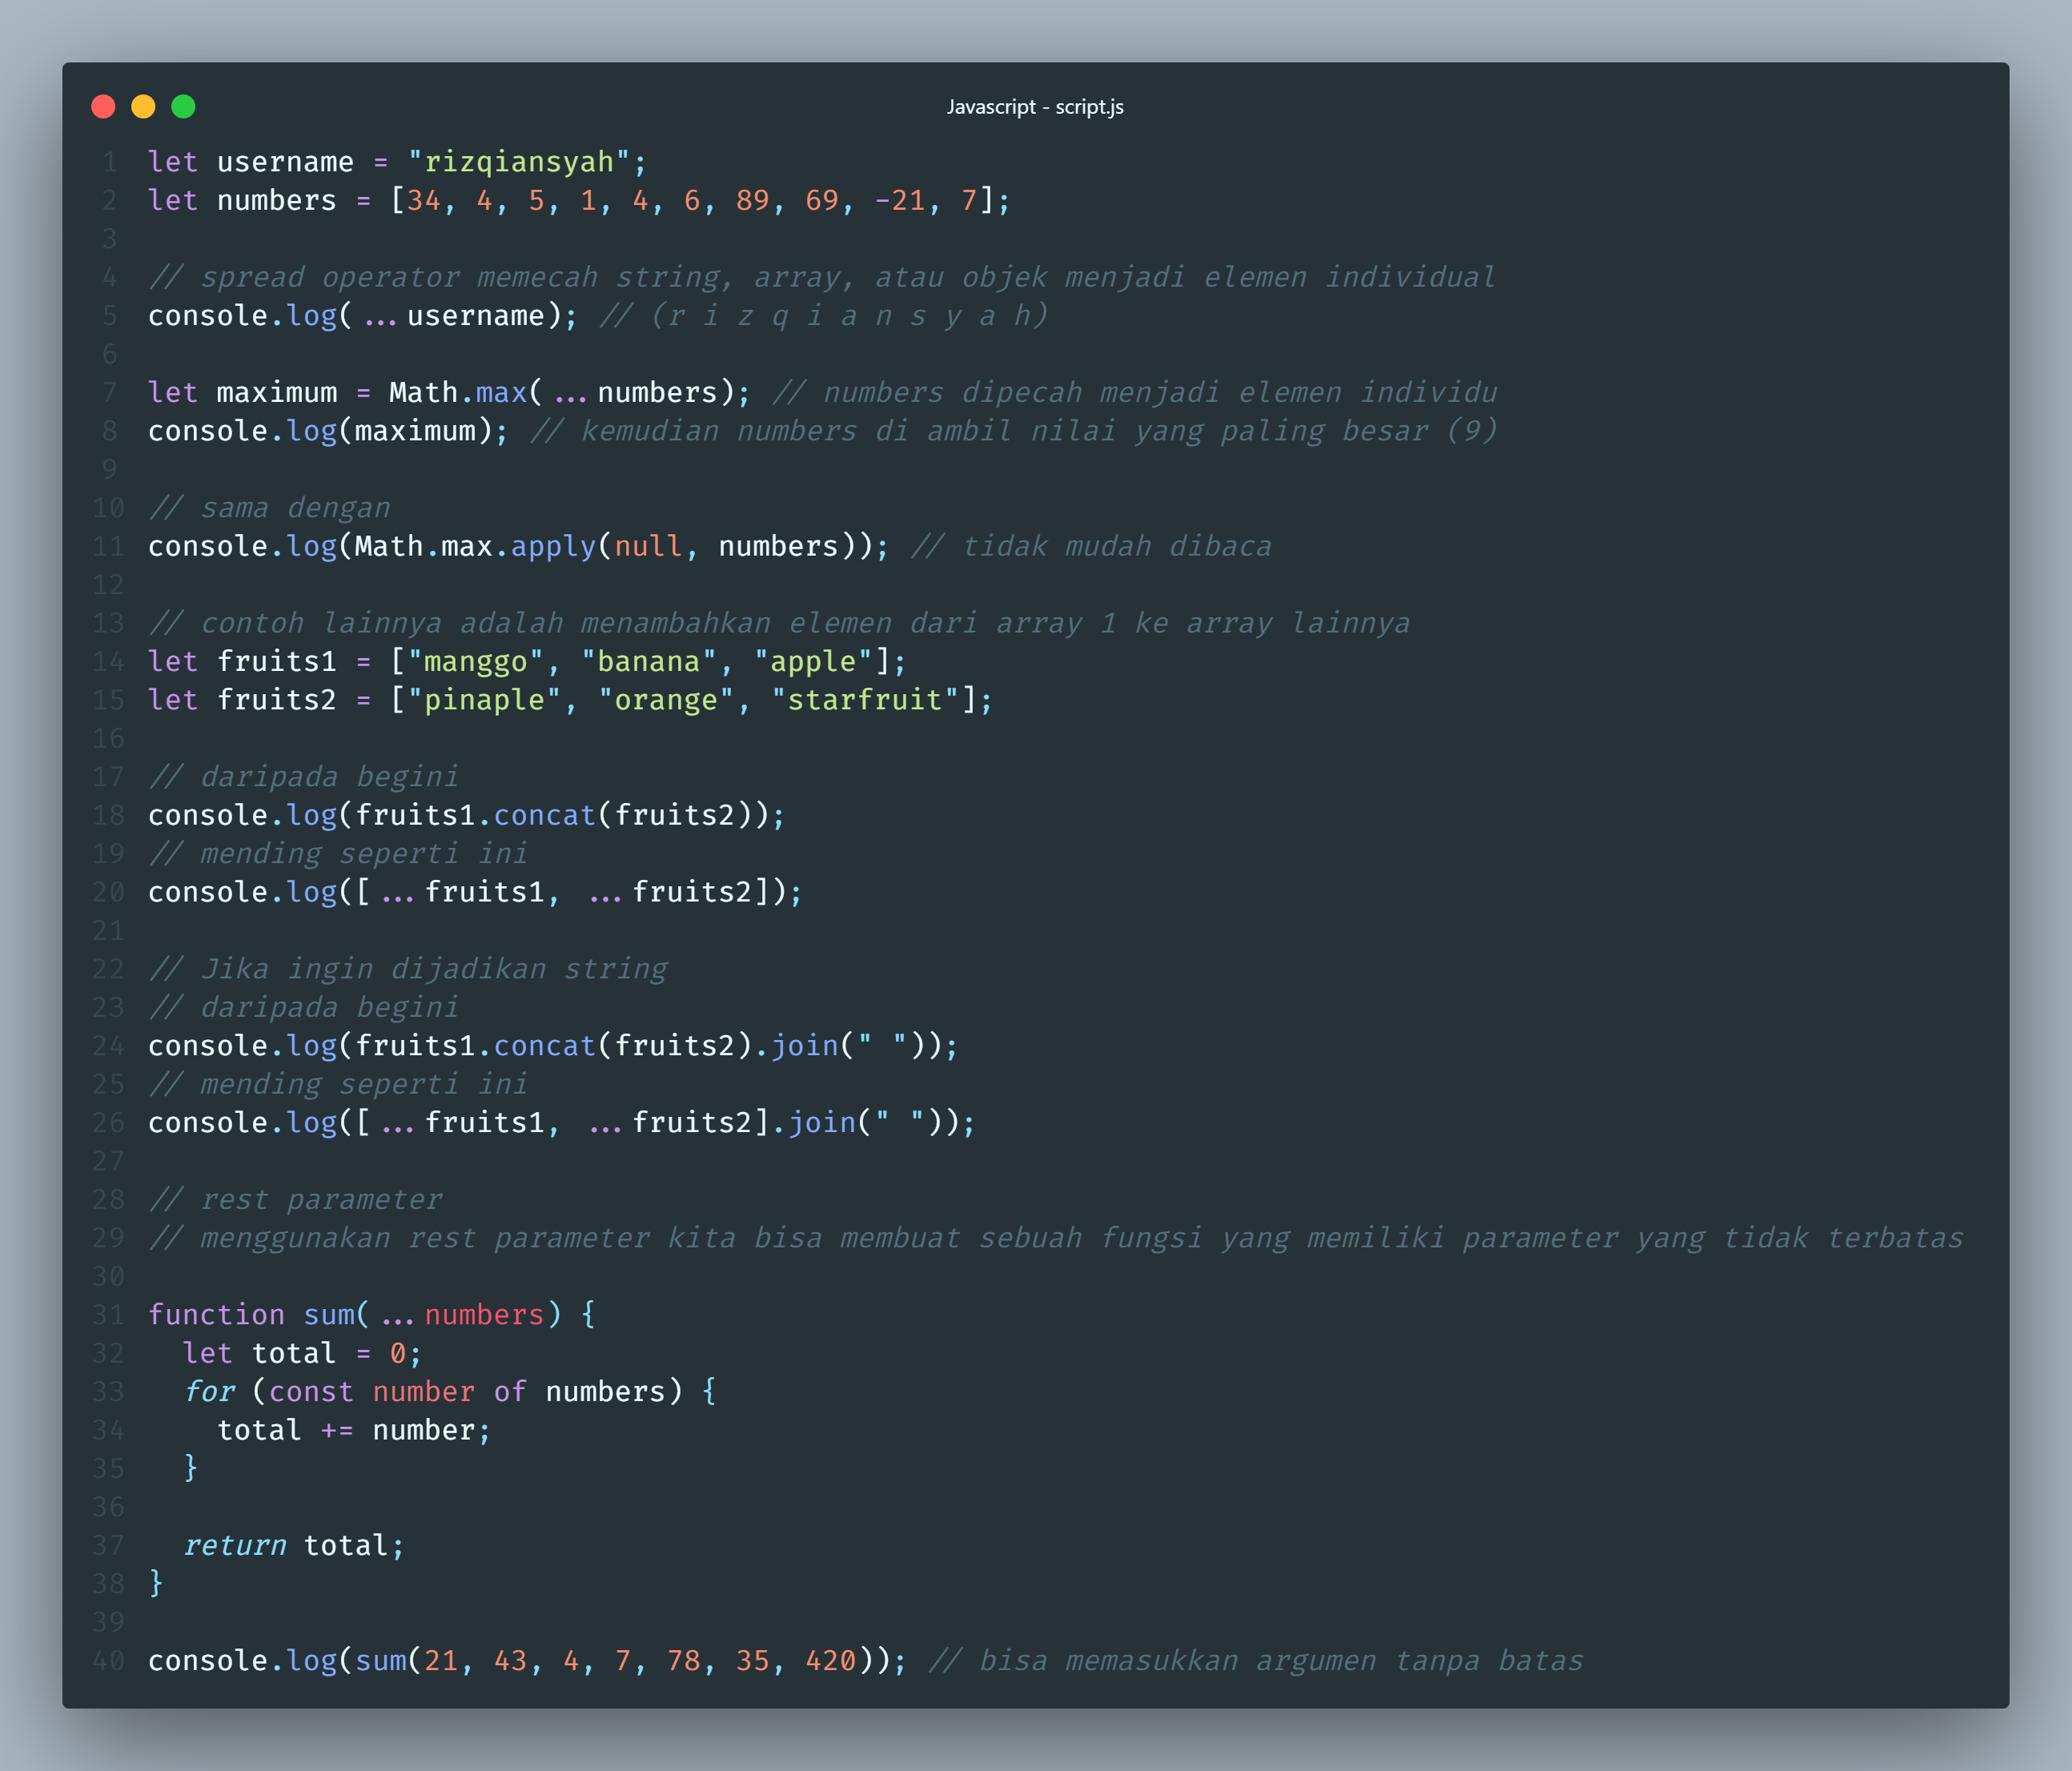 Javascript - script.js
1 let username = "rizqiansyah";
2 let numbers = [34, 4, 5, 1, 4, 6, 89, 69, -21, 7];
3
4 // spread operator memecah string, array, atau objek menjadi elemen individual
5 console.log(...username); // (r i z q i a n s y a h)
6
7 let maximum = Math.max(...numbers); // numbers dipecah menjadi elemen individu
8 console.log(maximum); // kemudian numbers di ambil nilai yang paling besar (9)
9
10 // sama dengan
11 console.log(Math.max.apply(null, numbers)); // tidak mudah dibaca
12
13 // contoh lainnya adalah menambahkan elemen dari array 1 ke array lainnya
14 let fruits1 = ["manggo", "banana", "apple"];
15 let fruits2 = ["pinaple", "orange", "starfruit"];
16
17 // daripada begini
18 console.log(fruits1.concat(fruits2));
19 // mending seperti ini
20 console.log([...fruits1, ...fruits2]);
21
22 // Jika ingin dijadikan string
23 // daripada begini
24 console.log(fruits1.concat(fruits2).join(" "));
25 // mending seperti ini
26 console.log([...fruits1, ...fruits2].join(" "));
27
28 // rest parameter
29 // menggunakan rest parameter kita bisa membuat sebuah fungsi yang memiliki parameter yang tidak terbatas
30
31 function sum(...numbers) {
32   let total = 0;
33   for (const number of numbers) {
34     total += number;
35   }
36
37   return total;
38 }
39
40 console.log(sum(21, 43, 4, 7, 78, 35, 420)); // bisa memasukkan argumen tanpa batas